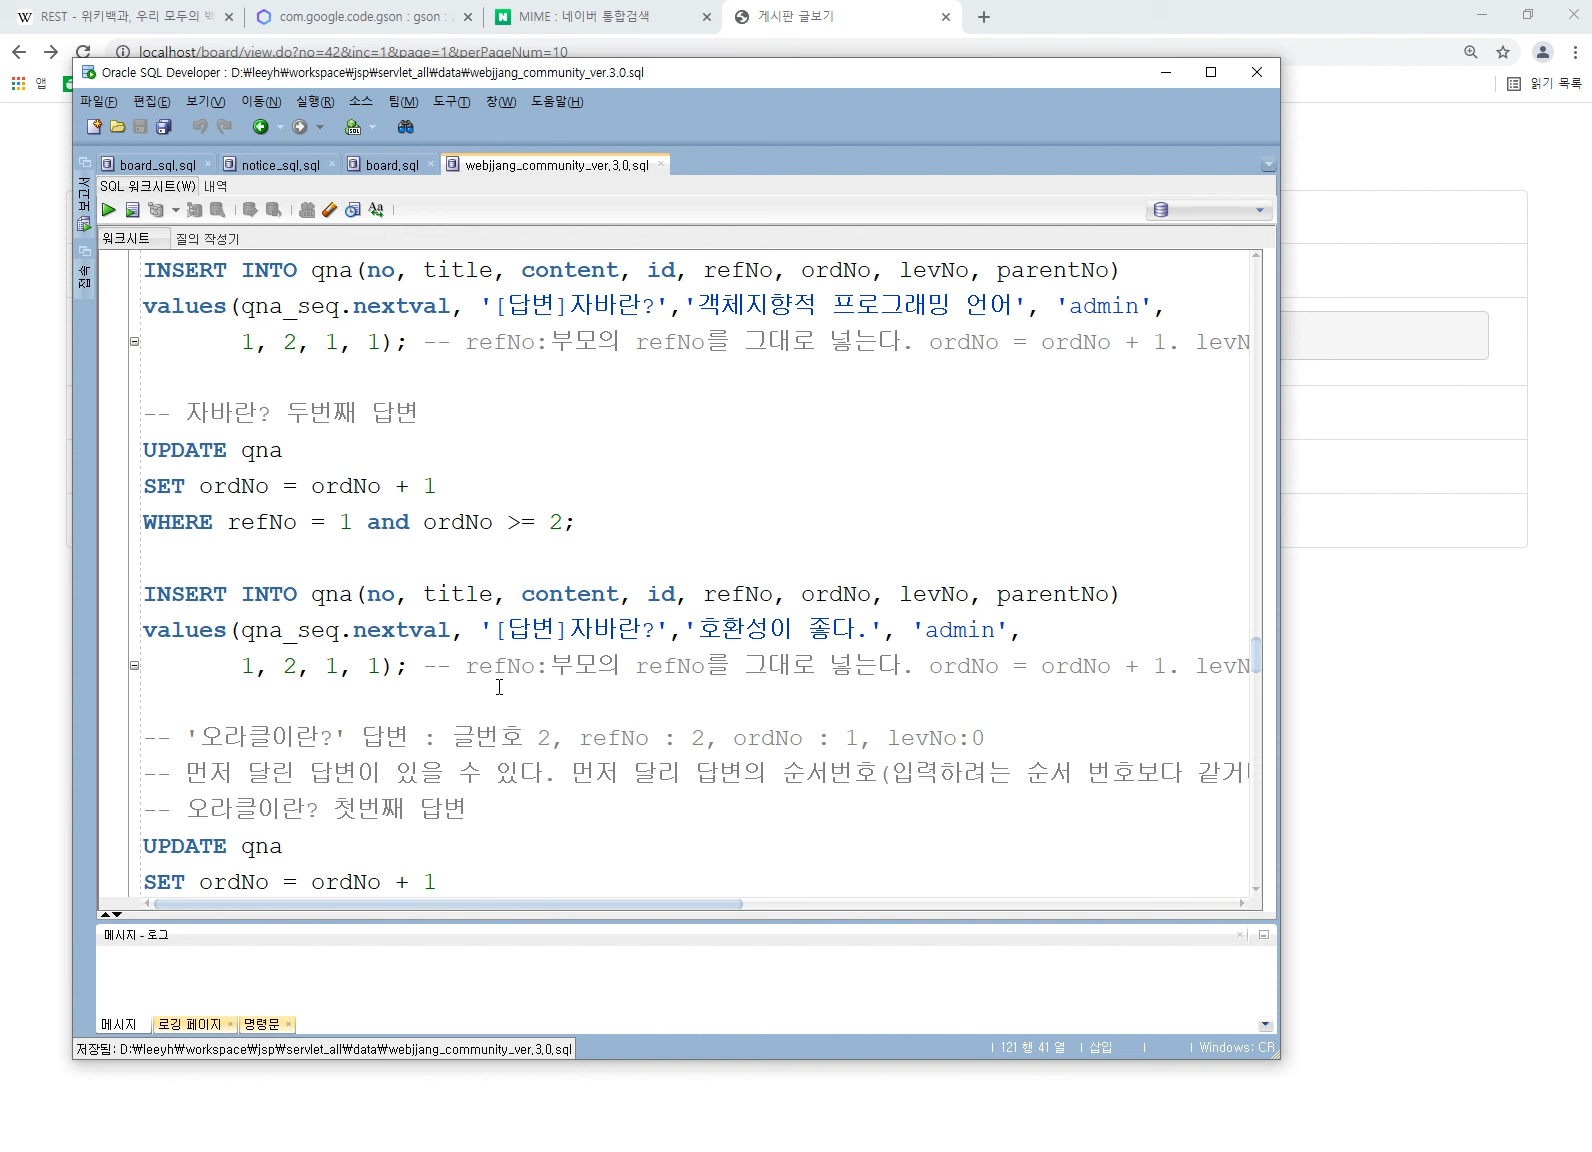 REST - 위키백과, 우리 모두의 백
com.google.code.gson : gson : 2
MIME : 네이버 통합검색
게시판 글보기
localhost/board/view.do?no=42&inc=1&page=1&perPageNum=10
앱
읽기 목록
Oracle SQL Developer : D:₩leeyh₩workspace₩jsp₩servlet_all₩data₩webjjang_community_ver.3.0.sql
파일(F) 편집(E) 보기(V) 이동(N) 실행(R) 소스 팀(M) 도구(T) 창(W) 도움말(H)
board_sql.sql
notice_sql.sql
board.sql
webjjang_community_ver.3.0.sql
SQL 워크시트(W) 내역
보고서
접속
워크시트 질의 작성기
INSERT INTO qna(no, title, content, id, refNo, ordNo, levNo, parentNo)
values(qna_seq.nextval, '[답변]자바란?','객체지향적 프로그래밍 언어', 'admin',
1, 2, 1, 1); -- refNo:부모의 refNo를 그대로 넣는다. ordNo = ordNo + 1. levN
-- 자바란? 두번째 답변
UPDATE qna
SET ordNo = ordNo + 1
WHERE refNo = 1 and ordNo >= 2;
INSERT INTO qna(no, title, content, id, refNo, ordNo, levNo, parentNo)
values(qna_seq.nextval, '[답변]자바란?','호환성이 좋다.', 'admin',
1, 2, 1, 1); -- refNo:부모의 refNo를 그대로 넣는다. ordNo = ordNo + 1. levN
-- '오라클이란?' 답변 : 글번호 2, refNo : 2, ordNo : 1, levNo:0
-- 먼저 달린 답변이 있을 수 있다. 먼저 달리 답변의 순서번호(입력하려는 순서 번호보다 같거
-- 오라클이란? 첫번째 답변
UPDATE qna
SET ordNo = ordNo + 1
메시지 - 로그
메시지 로깅 페이지 명령문
저장됨: D:₩leeyh₩workspace₩jsp₩servlet_all₩data₩webjjang_community_ver.3.0.sql
121 행 41 열 삽입 Windows: CR